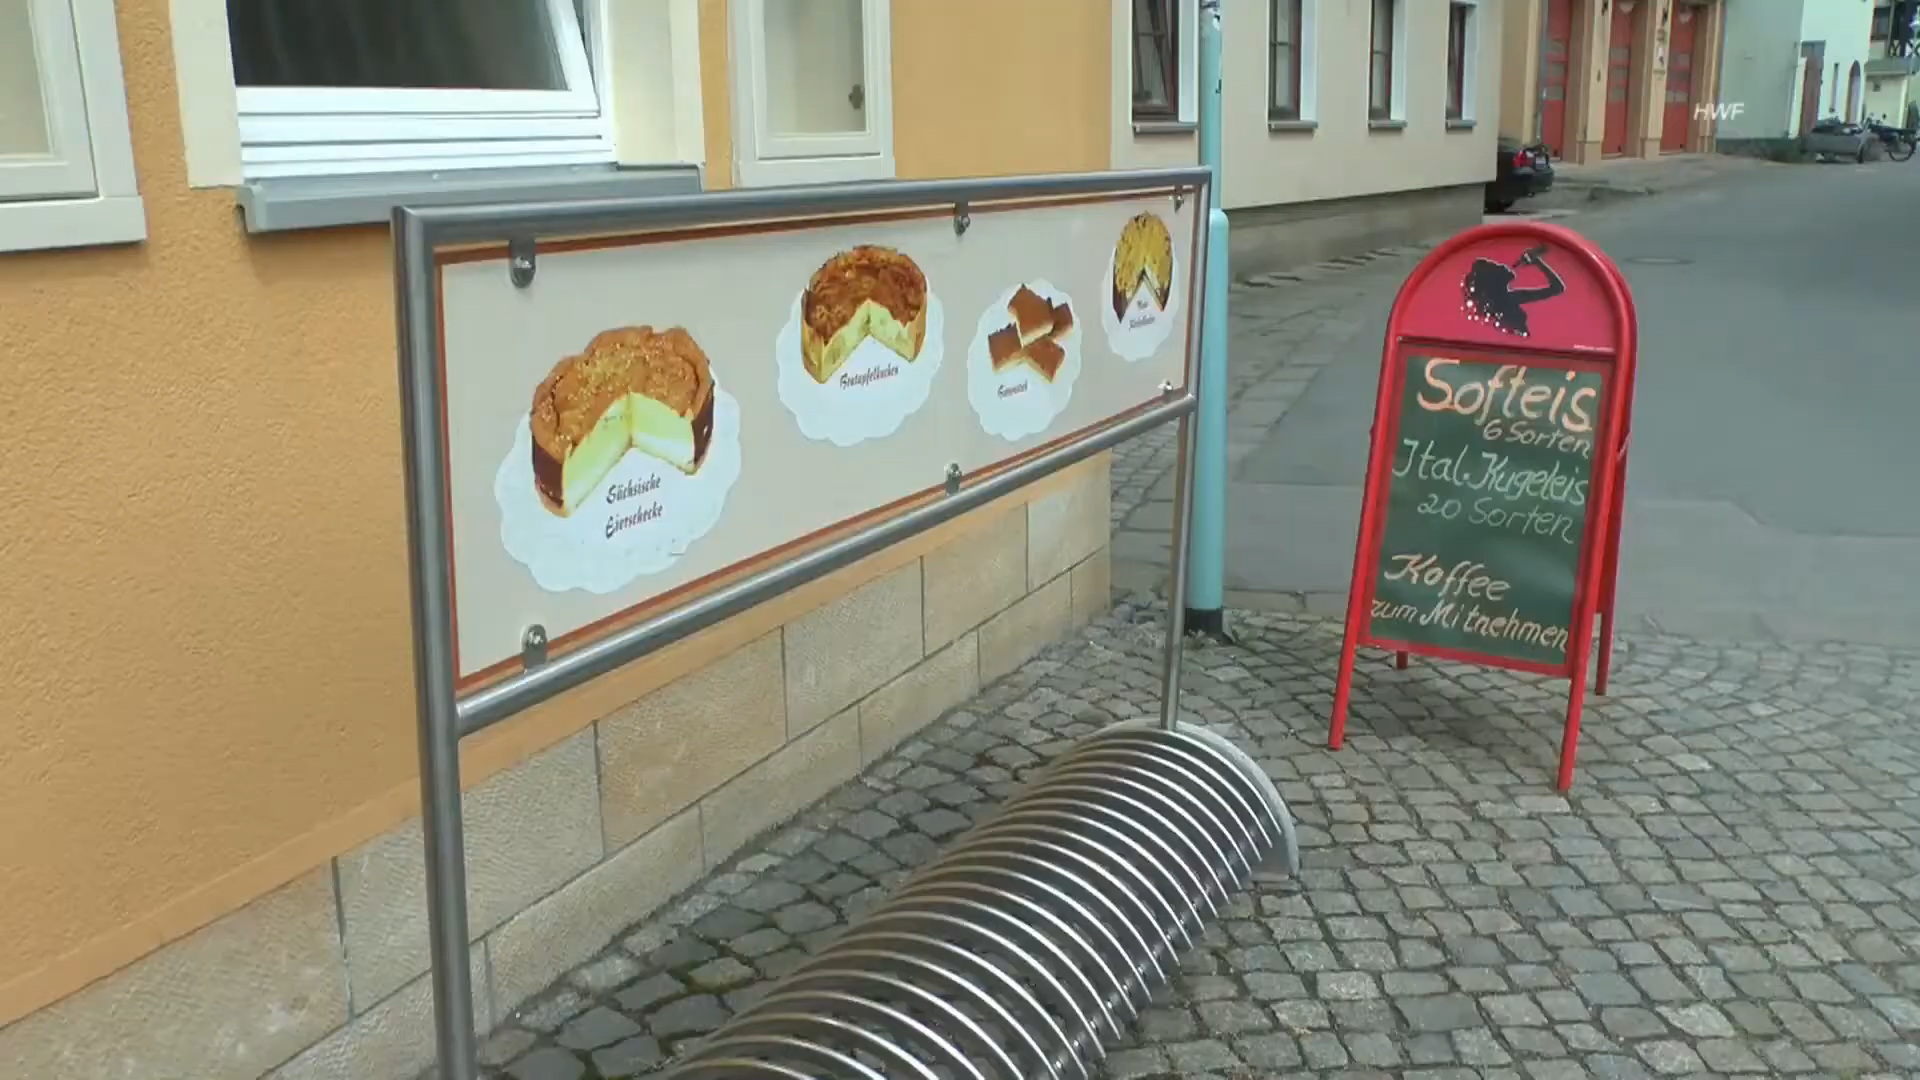 HWF
Sächsische
Eierschecke
Bratapfelkuchen
Softeis
6 Sorten
Ital. Kugeleis
20 Sorten
Koffee
zum Mitnehmen